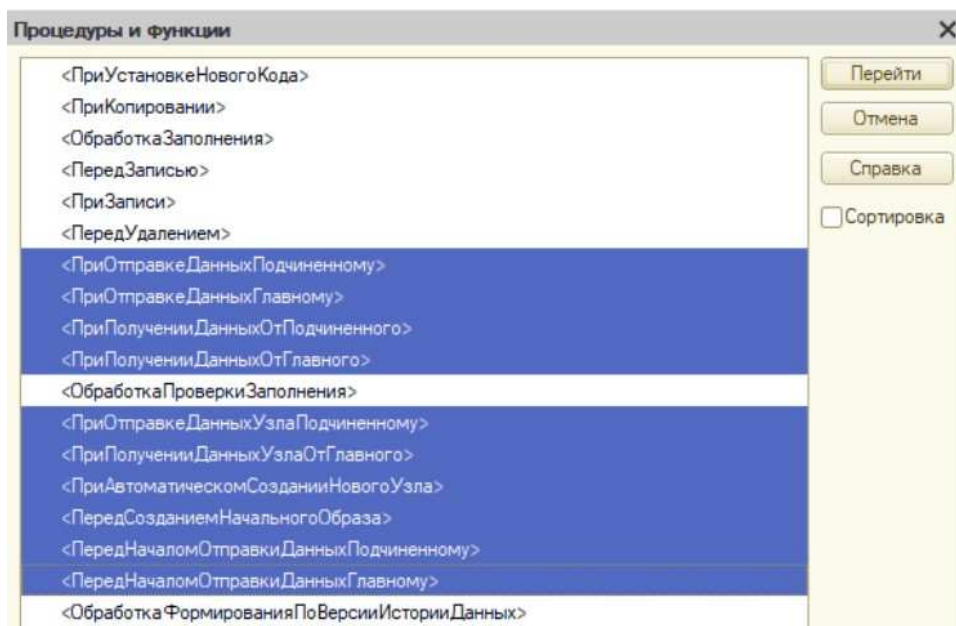 Процедуры и функции
<ПриУстановкеНовогоКода>
<ПриКопировании>
<ОбработкаЗаполнения>
<ПередЗаписью>
<ПриЗаписи>
<ПередУдалением>
<ПриОтправкеДанныхПодчиненному>
<ПриОтправкеДанныхГлавному>
<ПриПолученииДанныхОтПодчиненного>
<ПриПолученииДанныхОтГлавного>
<ОбработкаПроверкиЗаполнения>
<ПриОтправкеДанныхУзлаПодчиненному>
<ПриПолученииДанныхУзлаОтГлавного>
<ПриАвтоматическомСозданииНовогоУзла>
<ПередСозданиемНачальногоОбраза>
<ПередНачаломОтправкиДанныхПодчиненному>
<ПередНачаломОтправкиДанныхГлавному>
<ОбработкаФормированияПоВерсииИсторииДанных>
Перейти
Отмена
Справка
Сортировка